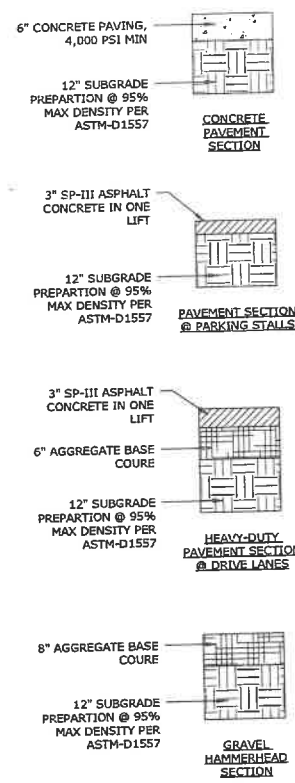 6" CONCRETE PAVING,
4,000 PSI MIN
12" SUBGRADE
PREPARTION @ 95%
MAX DENSITY PER
ASTM-D1557
CONCRETE
PAVEMENT
SECTION
3" SP-III ASPHALT
CONCRETE IN ONE
LIFT
12" SUBGRADE
PREPARTION @ 95%
MAX DENSITY PER
ASTM-D1557
PAVEMENT SECTION
@ PARKING STALLS
3" SP-III ASPHALT
CONCRETE IN ONE
LIFT
6" AGGREGATE BASE
COURE
12" SUBGRADE
PREPARTION @ 95%
MAX DENSITY PER
ASTM-D1557
HEAVY-DUTY
PAVEMENT SECTION
@ DRIVE LANES
8" AGGREGATE BASE
COURE
12" SUBGRADE
PREPARTION @ 95%
MAX DENSITY PER
ASTM-D1557
GRAVEL
HAMMERHEAD
SECTION